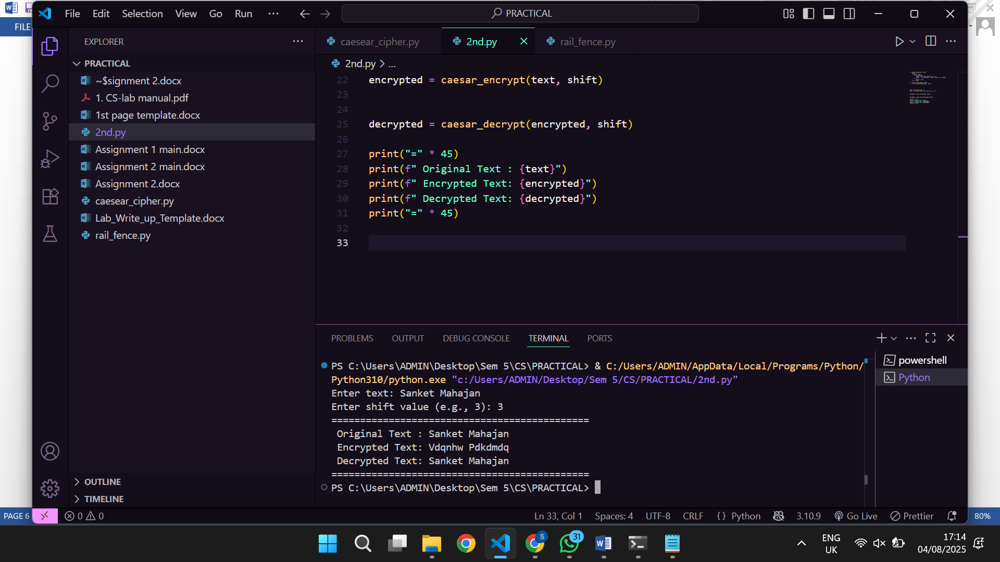 FILE
File Edit Selection View Go Run ···
PRACTICAL
EXPLORER
PRACTICAL
~$signment 2.docx
1. CS-lab manual.pdf
1st page template.docx
2nd.py
Assignment 1 main.docx
Assignment 2 main.docx
Assignment 2.docx
caesear_cipher.py
Lab_Write_up_Template.docx
rail_fence.py
OUTLINE
TIMELINE
caesear_cipher.py 2nd.py rail_fence.py
2nd.py > ...
22 encrypted = caesar_encrypt(text, shift)
23
24
25 decrypted = caesar_decrypt(encrypted, shift)
26
27 print("=" * 45)
28 print(f" Original Text : {text}")
29 print(f" Encrypted Text: {encrypted}")
30 print(f" Decrypted Text: {decrypted}")
31 print("=" * 45)
32
33
PROBLEMS OUTPUT DEBUG CONSOLE TERMINAL PORTS
PS C:\Users\ADMIN\Desktop\Sem 5\CS\PRACTICAL> & C:/Users/ADMIN/AppData/Local/Programs/Python/
Python310/python.exe "c:/Users/ADMIN/Desktop/Sem 5/CS/PRACTICAL/2nd.py"
Enter text: Sanket Mahajan
Enter shift value (e.g., 3): 3
=============================================
Original Text : Sanket Mahajan
Encrypted Text: Vdqnhw Pdkdmdq
Decrypted Text: Sanket Mahajan
=============================================
PS C:\Users\ADMIN\Desktop\Sem 5\CS\PRACTICAL>
powershell
Python
PAGE 6
0 0
Ln 33, Col 1 Spaces: 4 UTF-8 CRLF {} Python 3.10.9 Go Live Prettier
80%
S
31
ENG
UK
17:14
04/08/2025